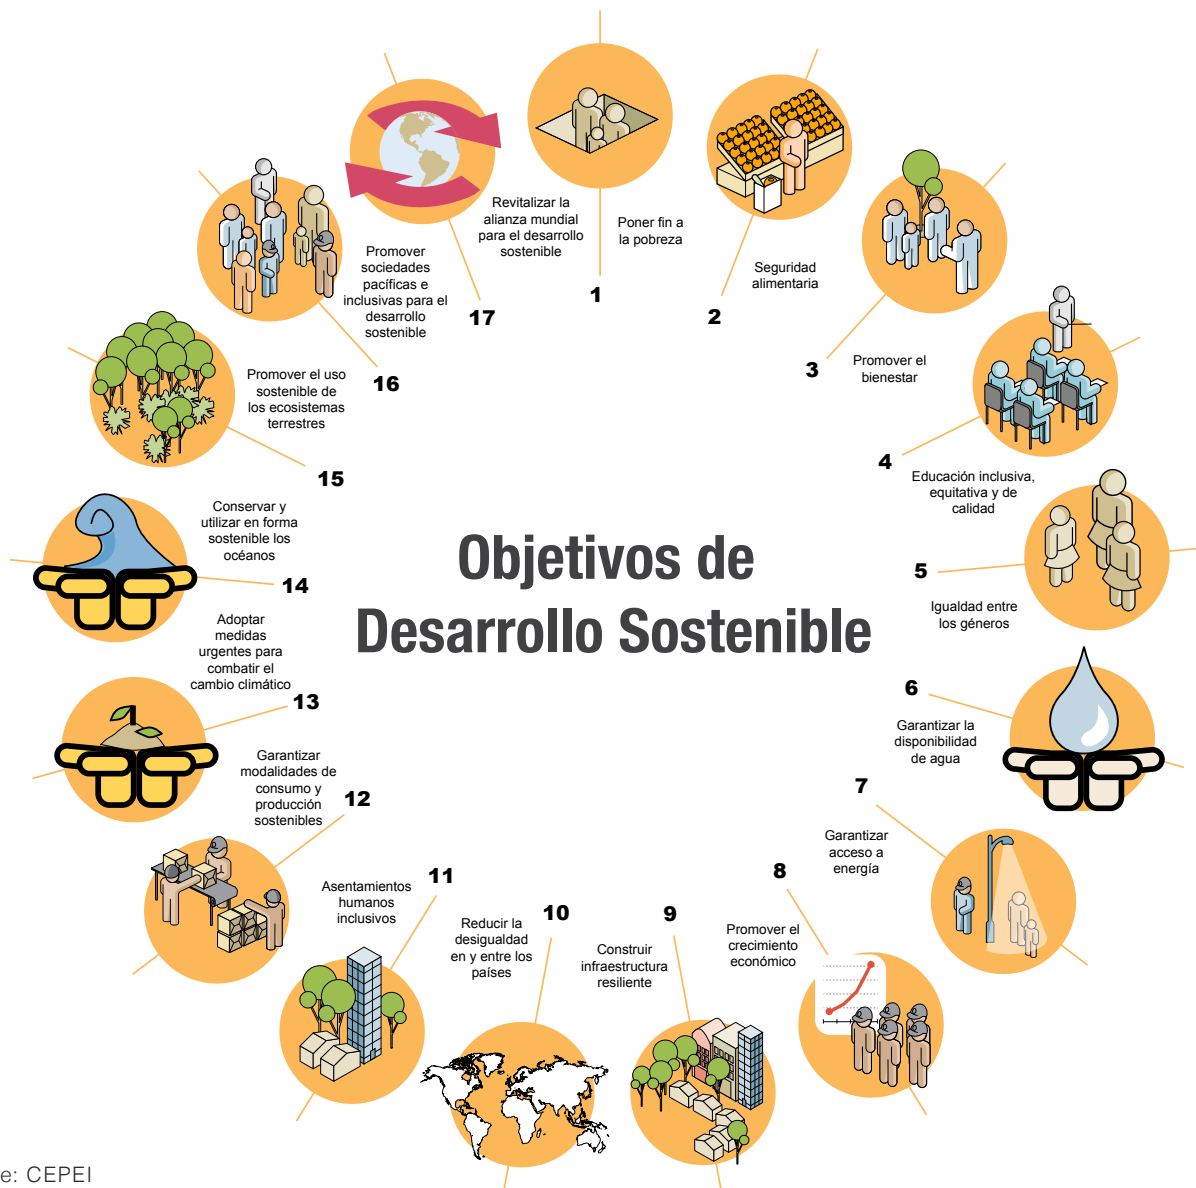 Objetivos de
Desarrollo Sostenible
1
Poner fin a
la pobreza
2
Seguridad
alimentaria
3
Promover el
bienestar
4
Educación inclusiva,
equitativa y de
calidad
5
Igualdad entre
los géneros
6
Garantizar la
disponibilidad
de agua
7
Garantizar
acceso a
energía
8
Promover el
crecimiento
económico
9
Construir
infraestructura
resiliente
10
Reducir la
desigualdad
en y entre los
países
11
Asentamientos
humanos
inclusivos
12
Garantizar
modalidades de
consumo y
producción
sostenibles
13
Adoptar
medidas
urgentes para
combatir el
cambio climático
14
Conservar y
utilizar en forma
sostenible los
océanos
15
Promover el uso
sostenible de
los ecosistemas
terrestres
16
Promover
sociedades
pacíficas e
inclusivas para el
desarrollo
sostenible
17
Revitalizar la
alianza mundial
para el desarrollo
sostenible
e: CEPEI